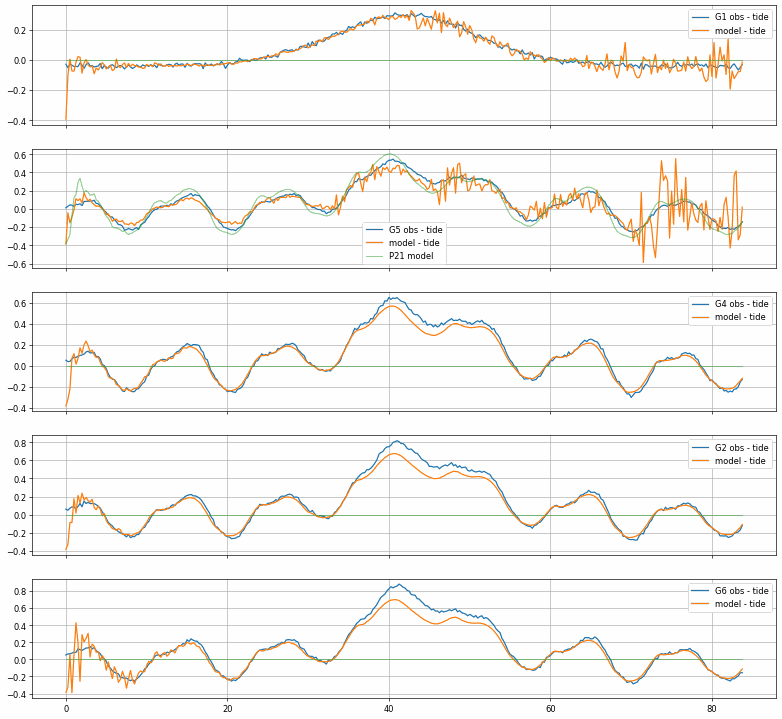 0.2
0.0
−0.2
−0.4
G1 obs - tide
model - tide
0.6
0.4
0.2
0.0
−0.2
−0.4
−0.6
G5 obs - tide
model - tide
P21 model
0.6
0.4
0.2
0.0
−0.2
−0.4
G4 obs - tide
model - tide
0.8
0.6
0.4
0.2
0.0
−0.2
−0.4
G2 obs - tide
model - tide
0.8
0.6
0.4
0.2
0.0
−0.2
−0.4
G6 obs - tide
model - tide
0 20 40 60 80